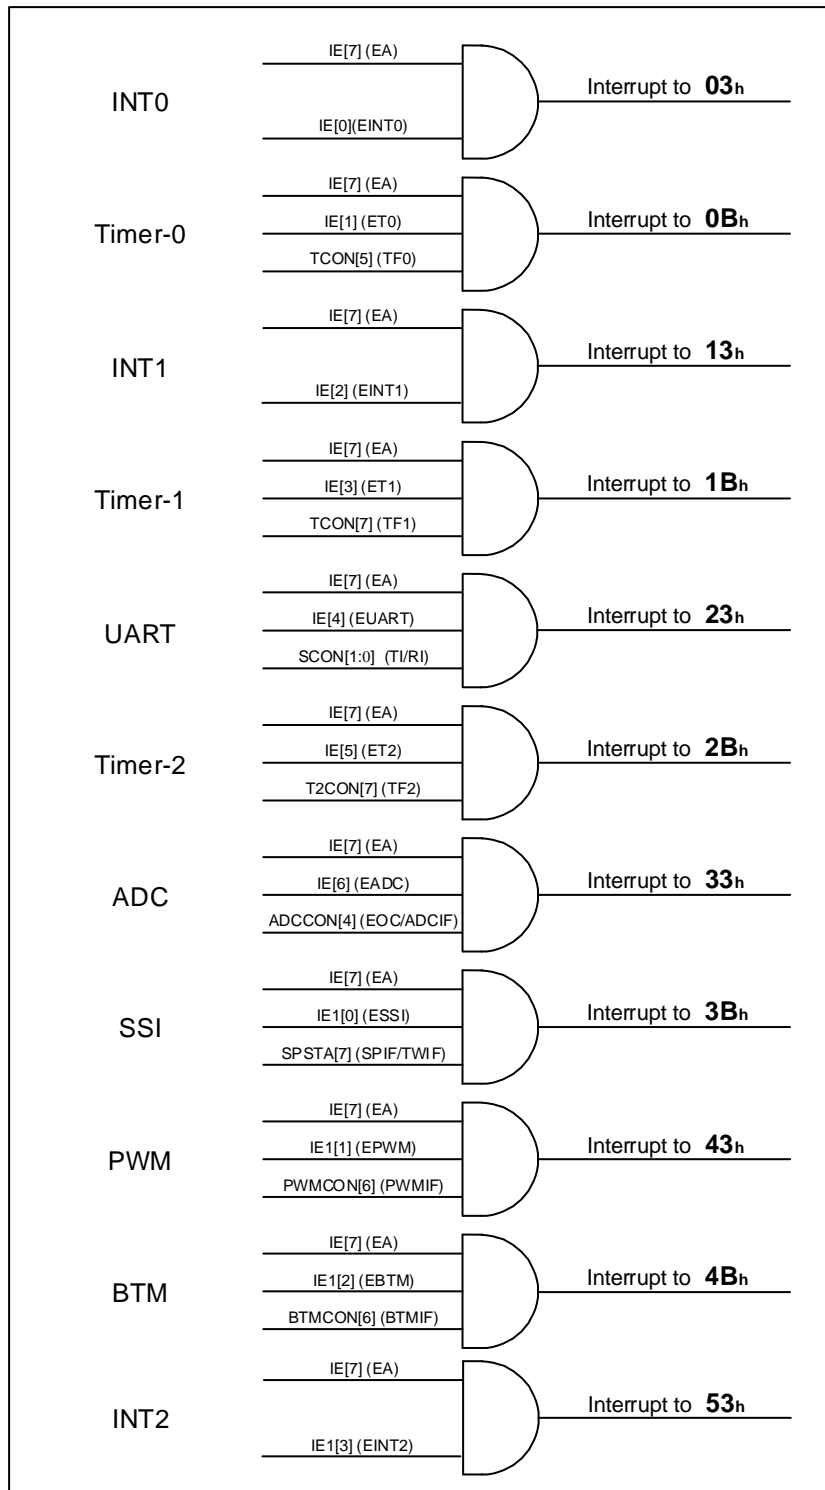 IE[7] (EA)
INT0 Interrupt to 03h
IE[0](EINT0)
IE[7] (EA)
Timer-0 IE[1] (ET0) Interrupt to 0Bh
TCON[5] (TF0)
IE[7] (EA)
INT1 Interrupt to 13h
IE[2] (EINT1)
IE[7] (EA)
Timer-1 IE[3] (ET1) Interrupt to 1Bh
TCON[7] (TF1)
IE[7] (EA)
UART IE[4] (EUART) Interrupt to 23h
SCON[1:0] (TI/RI)
IE[7] (EA)
Timer-2 IE[5] (ET2) Interrupt to 2Bh
T2CON[7] (TF2)
IE[7] (EA)
ADC IE[6] (EADC) Interrupt to 33h
ADCCON[4] (EOC/ADCIF)
IE[7] (EA)
SSI IE1[0] (ESSI) Interrupt to 3Bh
SPSTA[7] (SPIF/TWIF)
IE[7] (EA)
PWM IE1[1] (EPWM) Interrupt to 43h
PWMCON[6] (PWMIF)
IE[7] (EA)
BTM IE1[2] (EBTM) Interrupt to 4Bh
BTMCON[6] (BTMIF)
IE[7] (EA)
INT2 Interrupt to 53h
IE1[3] (EINT2)